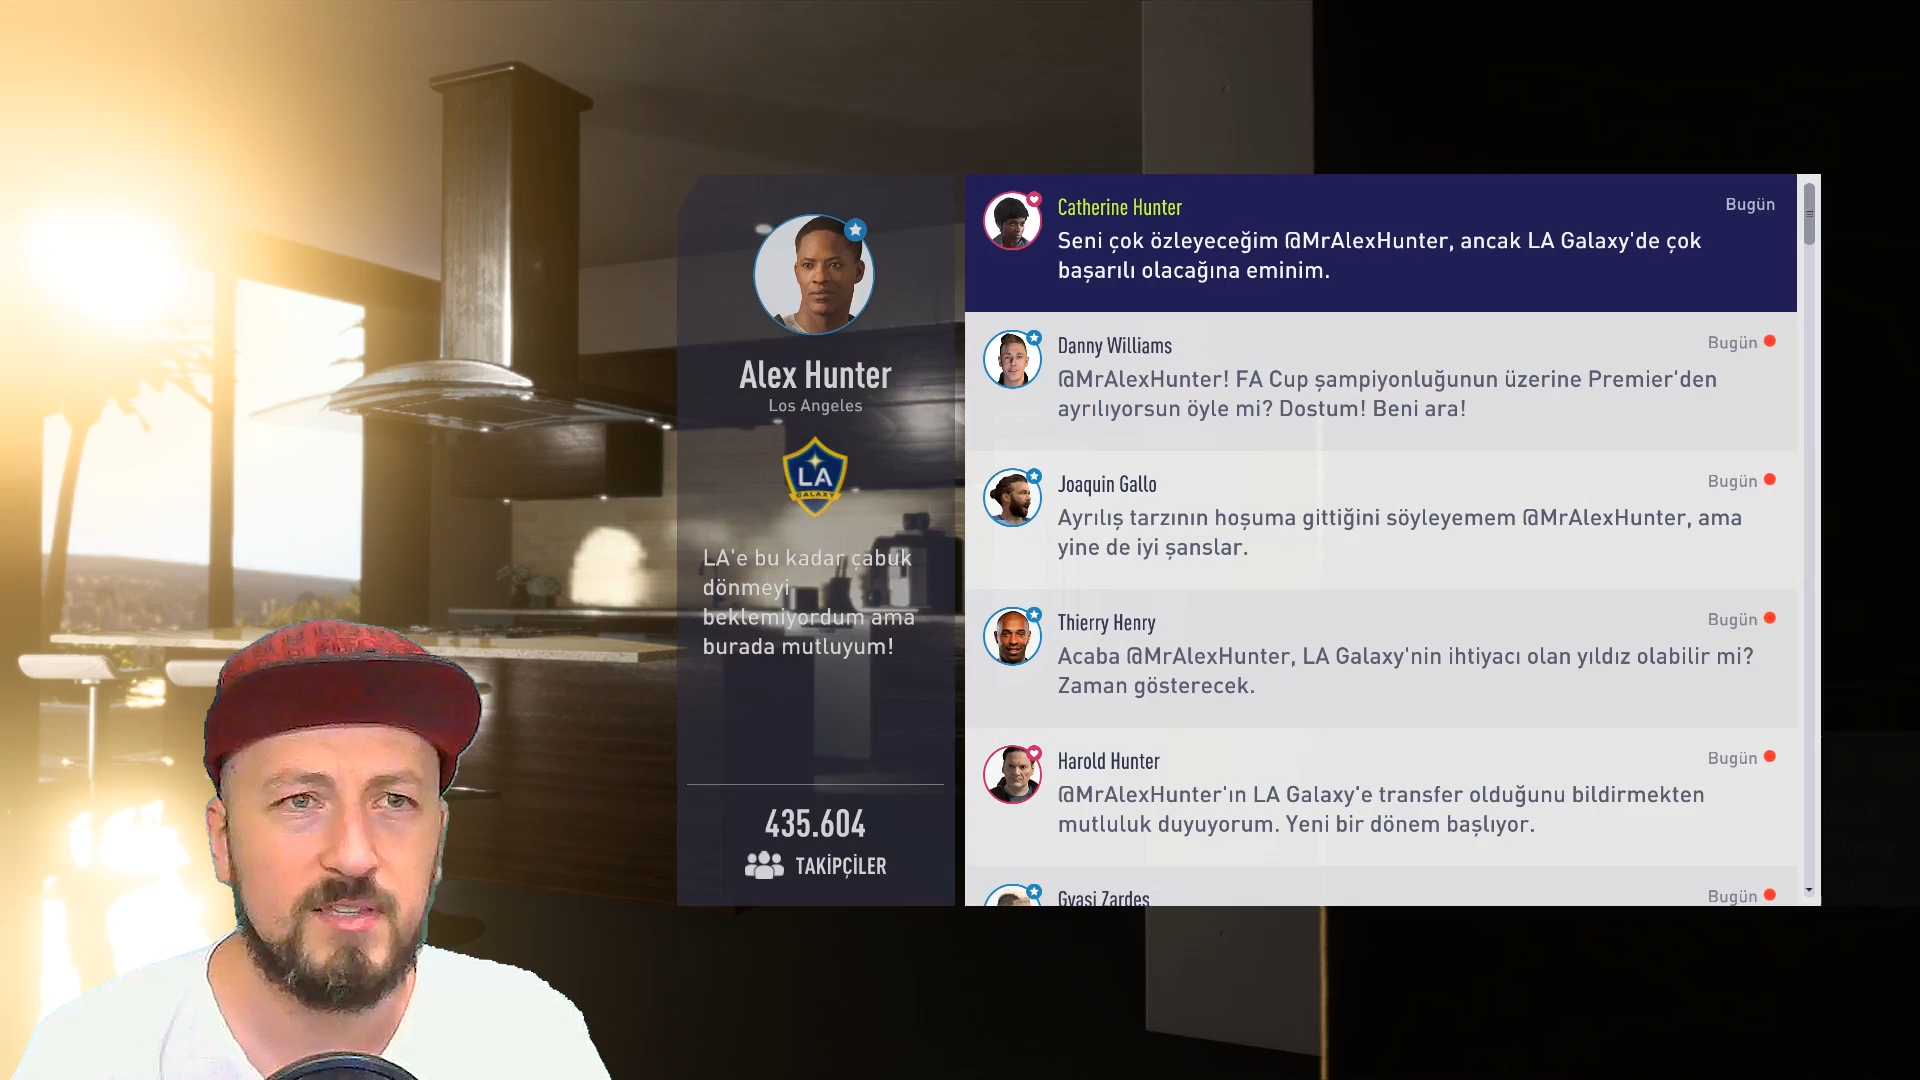 Alex Hunter
Los Angeles
LA
GALAXY
LA'e bu kadar çabuk
dönmeyi
beklemiyordum ama
burada mutluyum!
435.604
TAKİPÇİLER
Catherine Hunter
Bugün
Seni çok özleyeceğim @MrAlexHunter, ancak LA Galaxy'de çok
başarılı olacağına eminim.
Danny Williams
Bugün
@MrAlexHunter! FA Cup şampiyonluğunun üzerine Premier'den
ayrılıyorsun öyle mi? Dostum! Beni ara!
Joaquin Gallo
Bugün
Ayrılış tarzının hoşuma gittiğini söyleyemem @MrAlexHunter, ama
yine de iyi şanslar.
Thierry Henry
Bugün
Acaba @MrAlexHunter, LA Galaxy'nin ihtiyacı olan yıldız olabilir mi?
Zaman gösterecek.
Harold Hunter
Bugün
@MrAlexHunter'ın LA Galaxy'e transfer olduğunu bildirmekten
mutluluk duyuyorum. Yeni bir dönem başlıyor.
Gyasi Zardes
Bugün